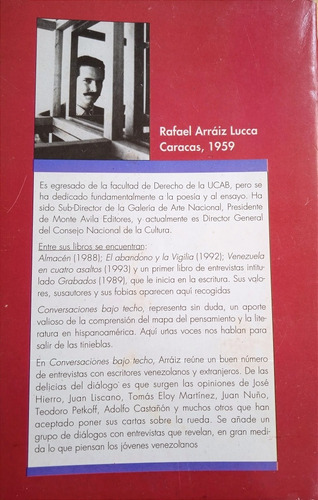 Rafael Arráiz Lucca
Caracas, 1959
Es egresado de la facultad de Derecho de la UCAB, pero se
ha dedicado fundamentalmente a la poesía y al ensayo. Ha
sido Sub-Director de la Galería de Arte Nacional, Presidente
de Monte Avila Editores, y actualmente es Director General
del Consejo Nacional de la Cultura.
Entre sus libros se encuentran:
Almacén (1988); El abandono y la Vigilia (1992); Venezuela
en cuatro asaltos (1993) y un primer libro de entrevistas intitu-
lado Grabados (1989), que le inicia en la escritura. Sus valo-
res, susautores y sus fobias aparecen aquí recogidas
Conversaciones bajo techo, representa sin duda, un aporte
valioso de la comprensión del mapa del pensamiento y la lite-
ratura en hispanoamérica. Aquí urias voces nos hablan para
salir de las tinieblas.
En Conversaciones bajo techo, Arráiz reúne un buen número
de entrevistas con escritores venezolanos y extranjeros. De las
delicias del diálogo es que surgen las opiniones de José
Hierro, Juan Liscano, Tomás Eloy Martínez, Juan Nuño,
Teodoro Petkoff, Adolfo Castañón y muchos otros que han
aceptado poner sus cartas sobre la rueda. Se añade un
grupo de diálogos con entrevistas que revelan, en gran medi-
da lo que piensan los jóvenes venezolanos